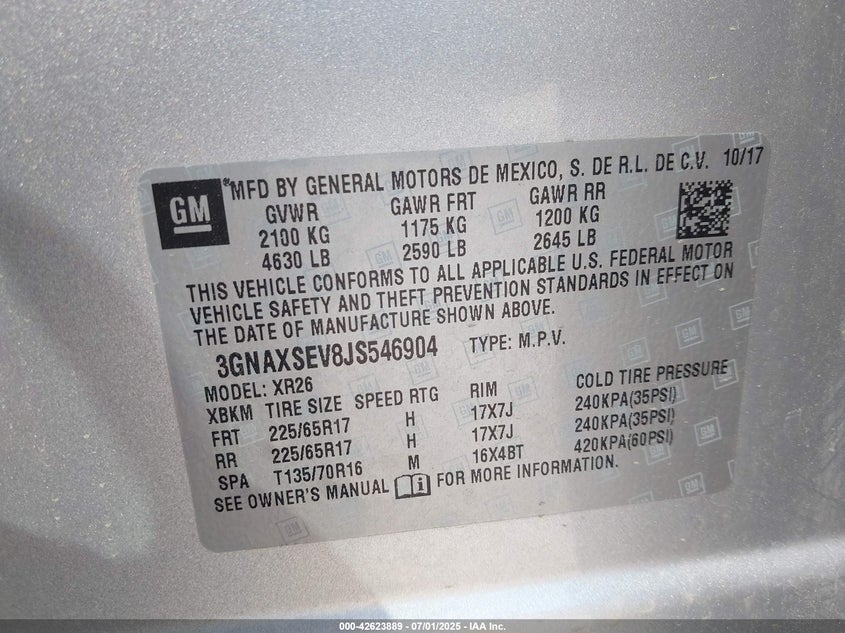 GM
*MFD BY GENERAL MOTORS DE MEXICO, S. DE R.L. DE C.V. 10/17
GVWR GAWR FRT GAWR RR
2100 KG 1175 KG 1200 KG
4630 LB 2590 LB 2645 LB
THIS VEHICLE CONFORMS TO ALL APPLICABLE U.S. FEDERAL MOTOR
VEHICLE SAFETY AND THEFT PREVENTION STANDARDS IN EFFECT ON
THE DATE OF MANUFACTURE SHOWN ABOVE.
3GNAXSEV8JS546904 TYPE: M.P.V.
MODEL: XR26
XBKM TIRE SIZE SPEED RTG RIM COLD TIRE PRESSURE
FRT 225/65R17 H 17X7J 240KPA(35PSI)
RR 225/65R17 H 17X7J 240KPA(35PSI)
SPA T135/70R16 M 16X4BT 420KPA(60PSI)
SEE OWNER'S MANUAL i FOR MORE INFORMATION.
000-42623889 - 07/01/2025 - IAA Inc.